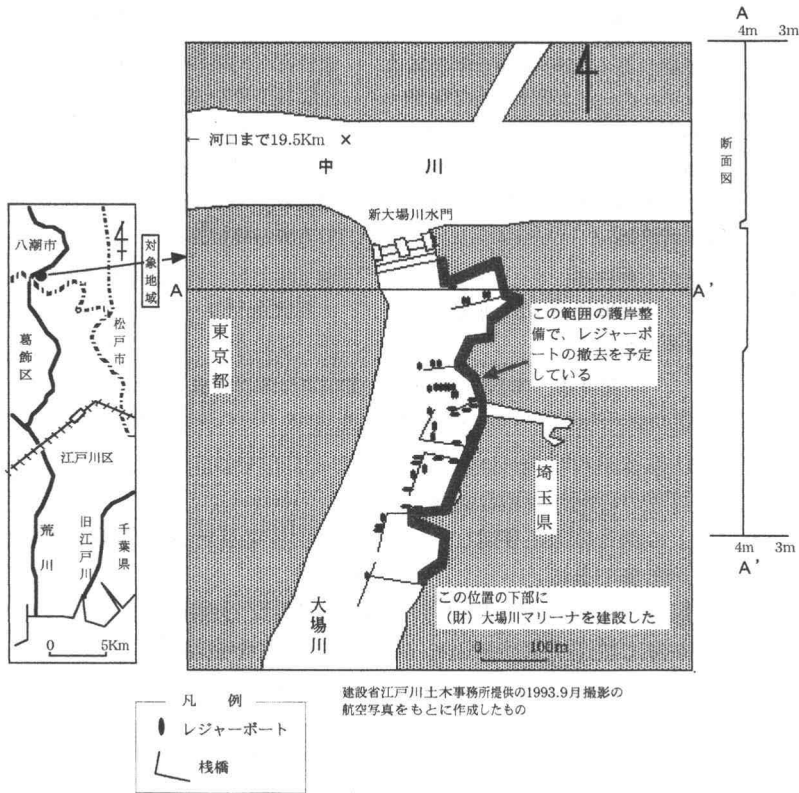 A
4m 3m
← 河口まで19.5Km ×
中川
新大場川水門
断面図
八潮市
対象地域
松戸市
葛飾区
江戸川区
荒川
旧江戸川
千葉県
0 5Km
A
A'
東京都
この範囲の護岸整
備で、レジャーボ
ートの撤去を予定
している
埼玉県
大場川
この位置の下部に
(財)大場川マリーナを建設した
0 100m
4m 3m
A'
凡例
レジャーボート
桟橋
建設省江戸川土木事務所提供の1993.9月撮影の
航空写真をもとに作成したもの